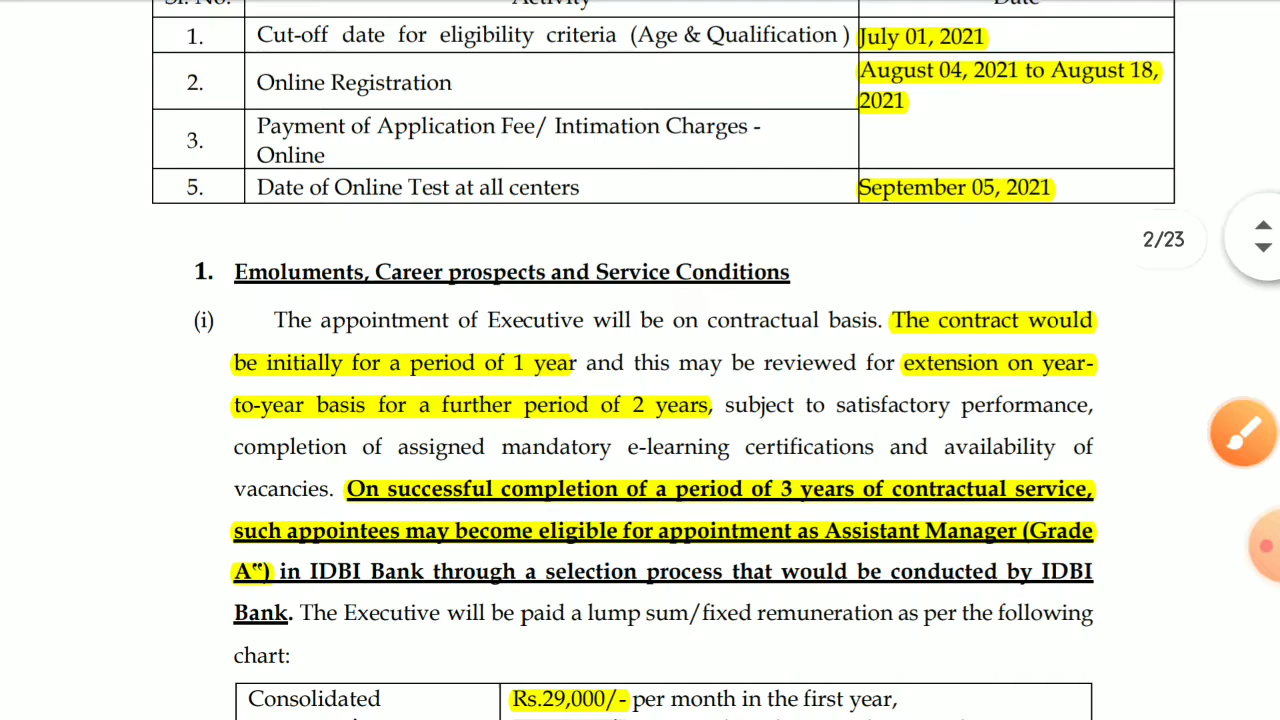 Sl. No. Activity Date
1. Cut-off date for eligibility criteria (Age & Qualification ) July 01, 2021
2. Online Registration August 04, 2021 to August 18,
2021
3. Payment of Application Fee/ Intimation Charges -
Online
5. Date of Online Test at all centers September 05, 2021
2/23
1. Emoluments, Career prospects and Service Conditions
(i) The appointment of Executive will be on contractual basis. The contract would
be initially for a period of 1 year and this may be reviewed for extension on year-
to-year basis for a further period of 2 years, subject to satisfactory performance,
completion of assigned mandatory e-learning certifications and availability of
vacancies. On successful completion of a period of 3 years of contractual service,
such appointees may become eligible for appointment as Assistant Manager (Grade
A‟) in IDBI Bank through a selection process that would be conducted by IDBI
Bank. The Executive will be paid a lump sum/fixed remuneration as per the following
chart:
Consolidated Rs.29,000/- per month in the first year,